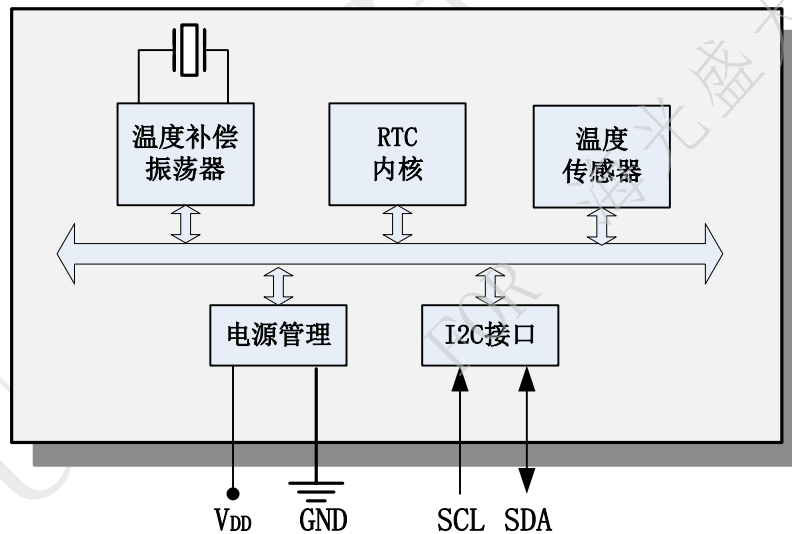 温度补偿
振荡器
RTC
内核
温度
传感器
电源管理
I2C接口
VDD
GND
SCL
SDA
FOR